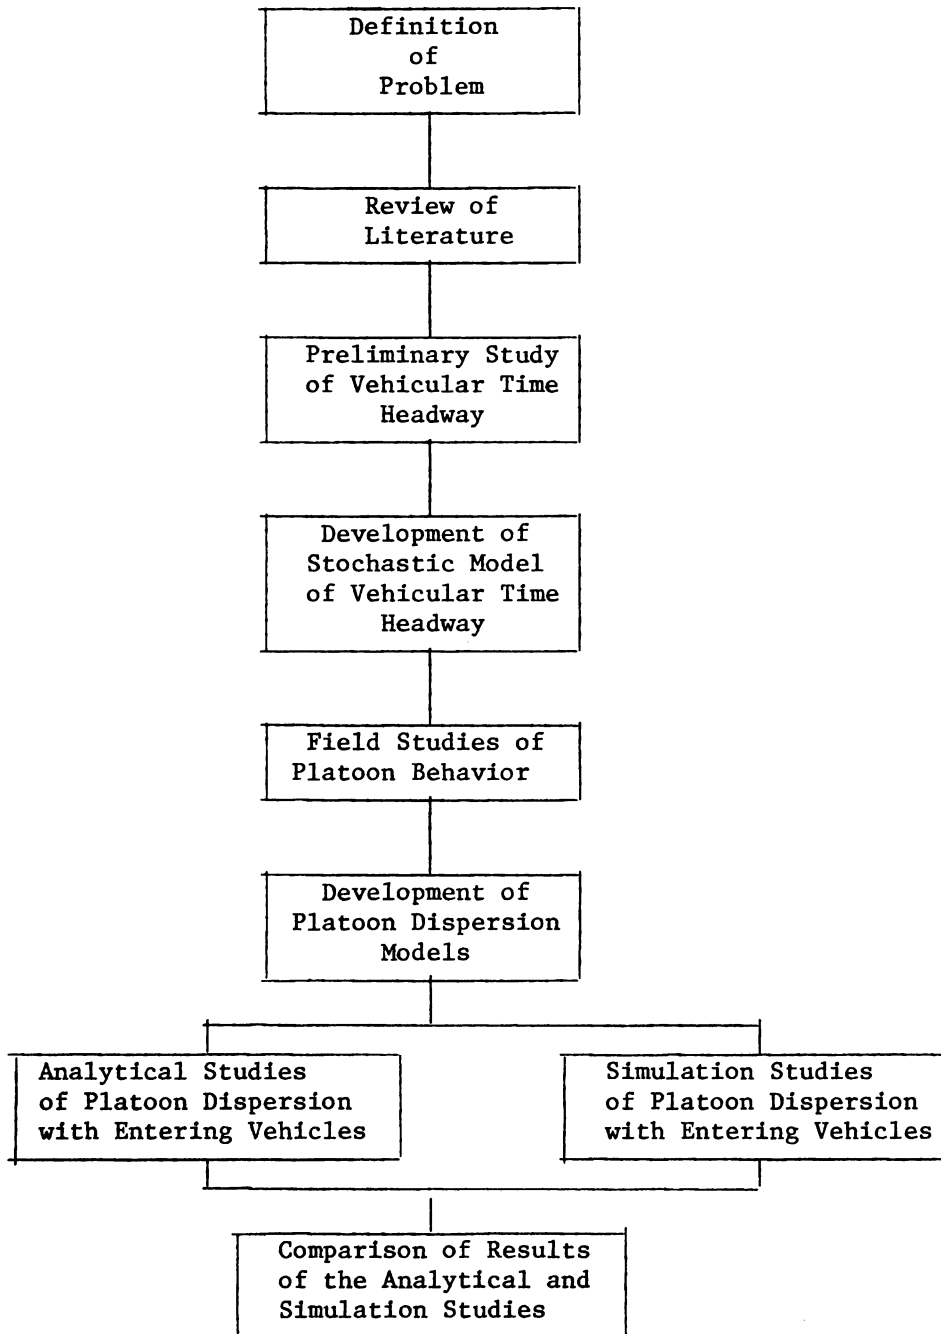 Definition
of
Problem
Review of
Literature
Preliminary Study
of Vehicular Time
Headway
Development of
Stochastic Model
of Vehicular Time
Headway
Field Studies of
Platoon Behavior
Development of
Platoon Dispersion
Models
Analytical Studies
of Platoon Dispersion
with Entering Vehicles
Simulation Studies
of Platoon Dispersion
with Entering Vehicles
Comparison of Results
of the Analytical and
Simulation Studies